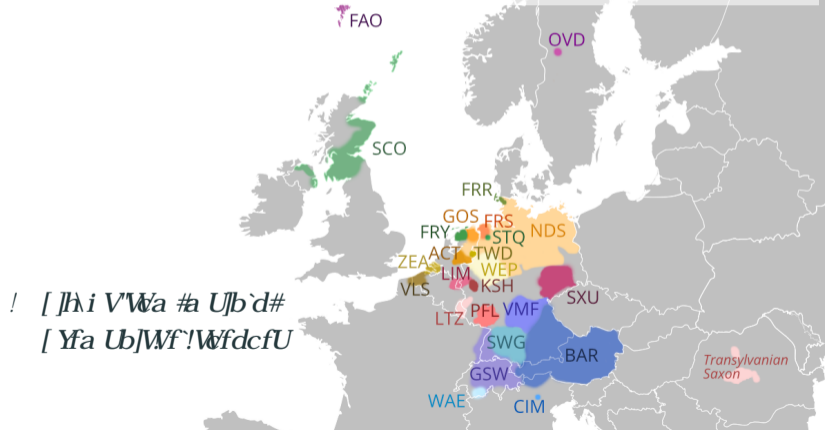 FAO
OVD
SCO
FRR
GOS
FRS
FRY
STQ
NDS
ACT
TWD
ZEA
WEP
LIM
KSH
VLS
SXU
LTZ
PFL
VMF
SWG
BAR
GSW
Transylvanian
Saxon
WAE
CIM